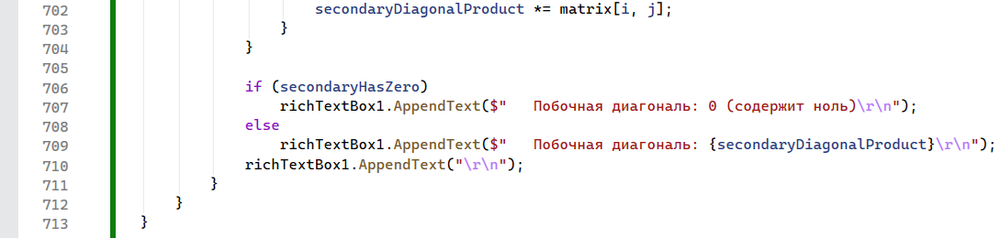 702                             secondaryDiagonalProduct *= matrix[i, j];
703                         }
704                     }
705
706                     if (secondaryHasZero)
707                         richTextBox1.AppendText($"   Побочная диагональ: 0 (содержит ноль)\r\n");
708                     else
709                         richTextBox1.AppendText($"   Побочная диагональ: {secondaryDiagonalProduct}\r\n");
710                     richTextBox1.AppendText("\r\n");
711                 }
712             }
713         }